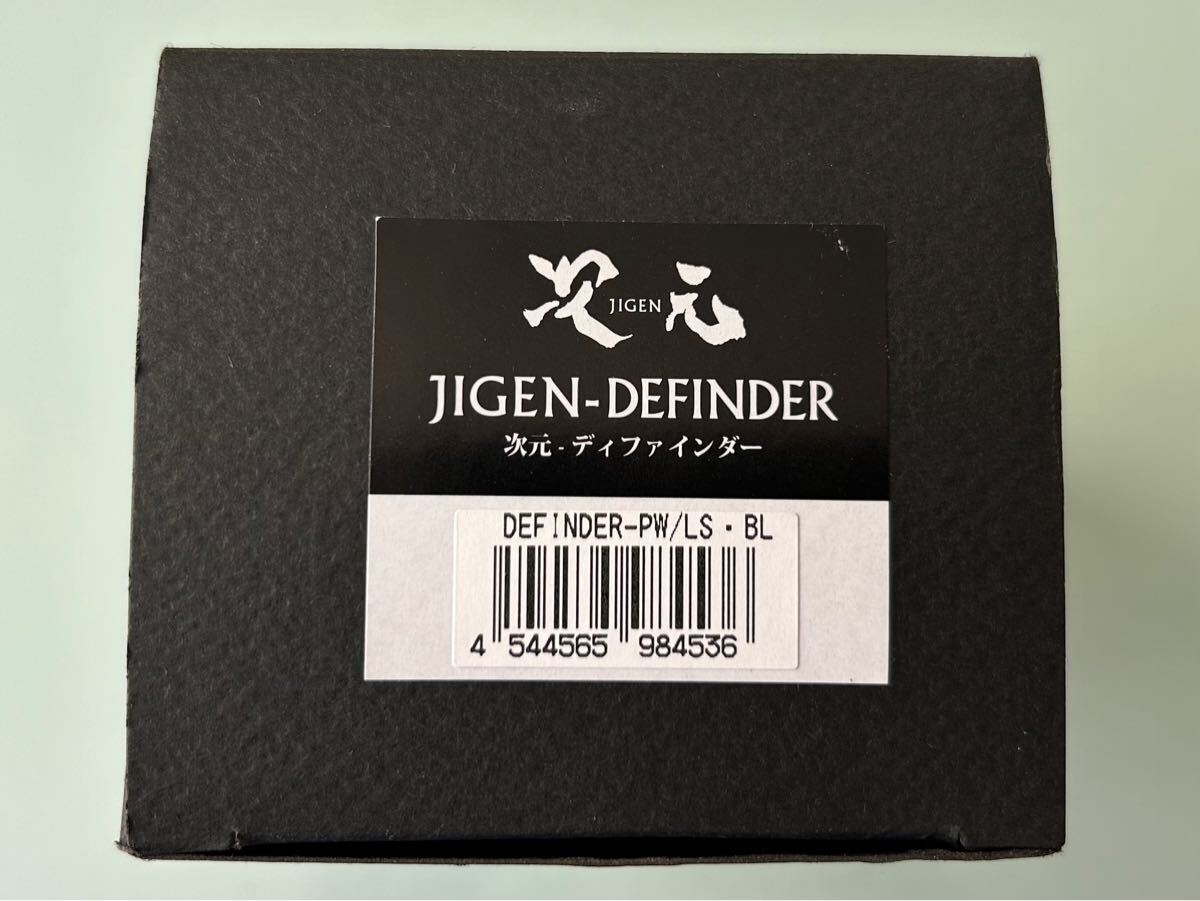 次 JIGEN 元
JIGEN-DEFINDER
次元-ディファインダー
DEFINDER-PW/LS・BL
4 544565 984536